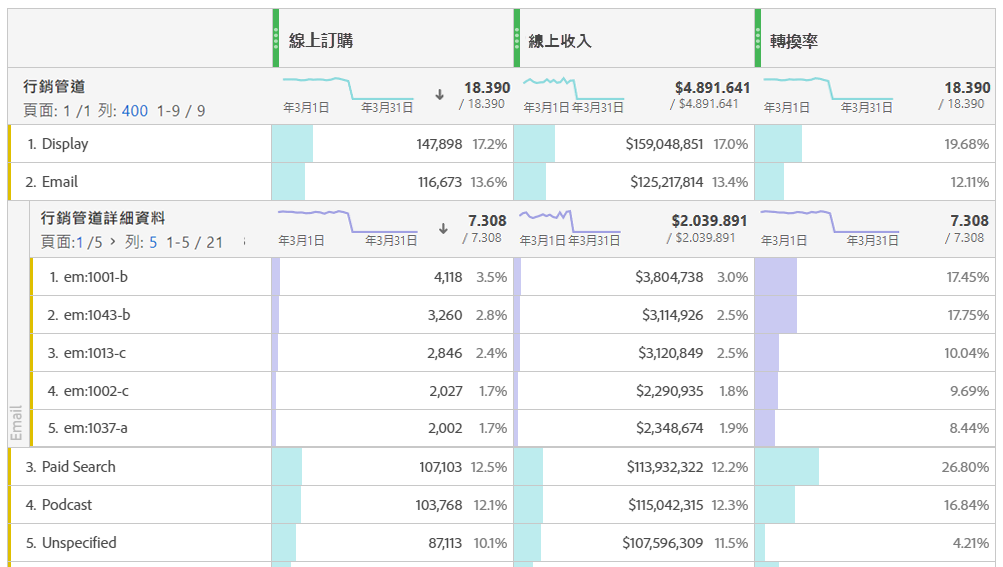 線上訂購 線上收入 轉換率
行銷管道 18.390 $4.891.641 18.390
頁面: 1 /1 列: 400 1-9 / 9 年3月1日 年3月31日 / 18.390 年3月1日 年3月31日 / $4.891.641 年3月1日 年3月31日 / 18.390
1. Display 147,898 17.2% $159,048,851 17.0% 19.68%
2. Email 116,673 13.6% $125,217,814 13.4% 12.11%
行銷管道詳細資料 7.308 $2.039.891 7.308
頁面:1 /5 › 列: 5 1-5 / 21 年3月1日 年3月31日 / 7.308 年3月1日 年3月31日 / $2.039.891 年3月1日 年3月31日 / 7.308
1. em:1001-b 4,118 3.5% $3,804,738 3.0% 17.45%
2. em:1043-b 3,260 2.8% $3,114,926 2.5% 17.75%
3. em:1013-c 2,846 2.4% $3,120,849 2.5% 10.04%
4. em:1002-c 2,027 1.7% $2,290,935 1.8% 9.69%
5. em:1037-a 2,002 1.7% $2,348,674 1.9% 8.44%
Email
3. Paid Search 107,103 12.5% $113,932,322 12.2% 26.80%
4. Podcast 103,768 12.1% $115,042,315 12.3% 16.84%
5. Unspecified 87,113 10.1% $107,596,309 11.5% 4.21%